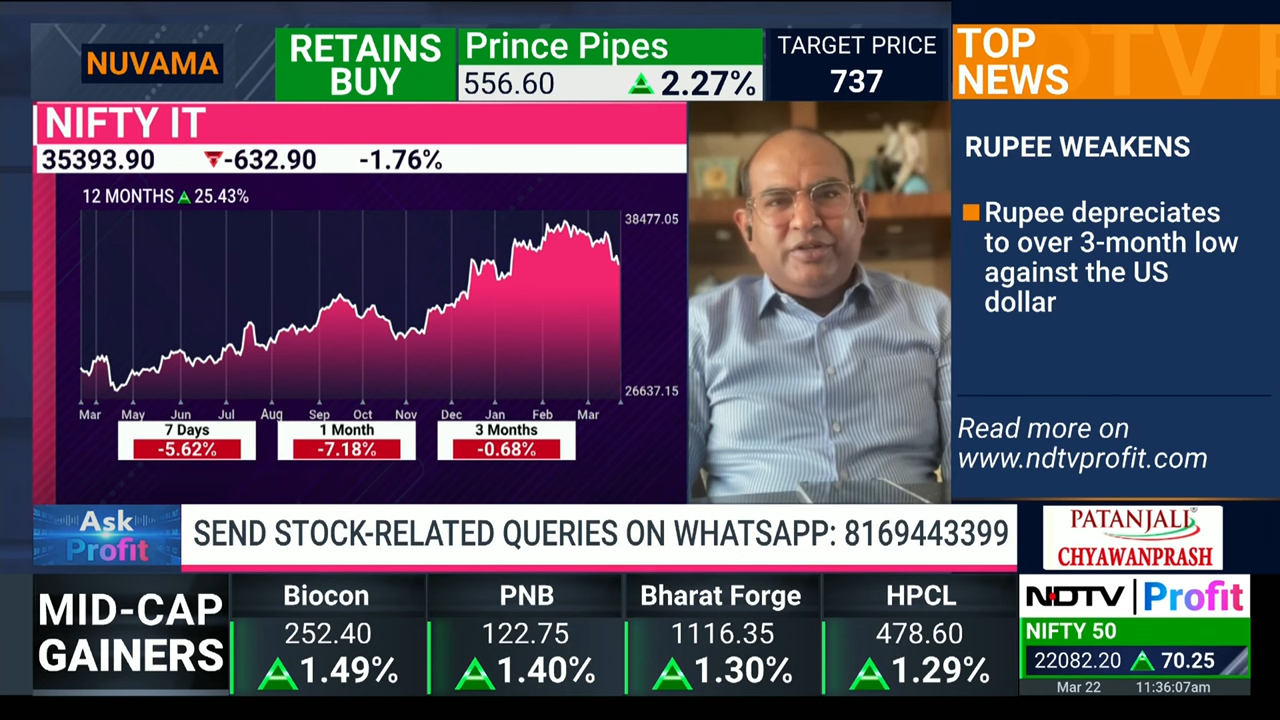 NUVAMA
RETAINS
BUY
Prince Pipes
556.60 2.27%
TARGET PRICE
737
TOP
NEWS
NIFTY IT
35393.90 -632.90 -1.76%
12 MONTHS 25.43%
38477.05
26637.15
Mar May Jun Jul Aug Sep Oct Nov Dec Jan Feb Mar
7 Days
-5.62%
1 Month
-7.18%
3 Months
-0.68%
RUPEE WEAKENS
Rupee depreciates
to over 3-month low
against the US
dollar
Read more on
www.ndtvprofit.com
Ask
Profit
SEND STOCK-RELATED QUERIES ON WHATSAPP: 8169443399
PATANJALI
CHYAWANPRASH
MID-CAP
GAINERS
Biocon
252.40
1.49%
PNB
122.75
1.40%
Bharat Forge
1116.35
1.30%
HPCL
478.60
1.29%
NDTV Profit
NIFTY 50
22082.20 70.25
Mar 22 11:36:07am